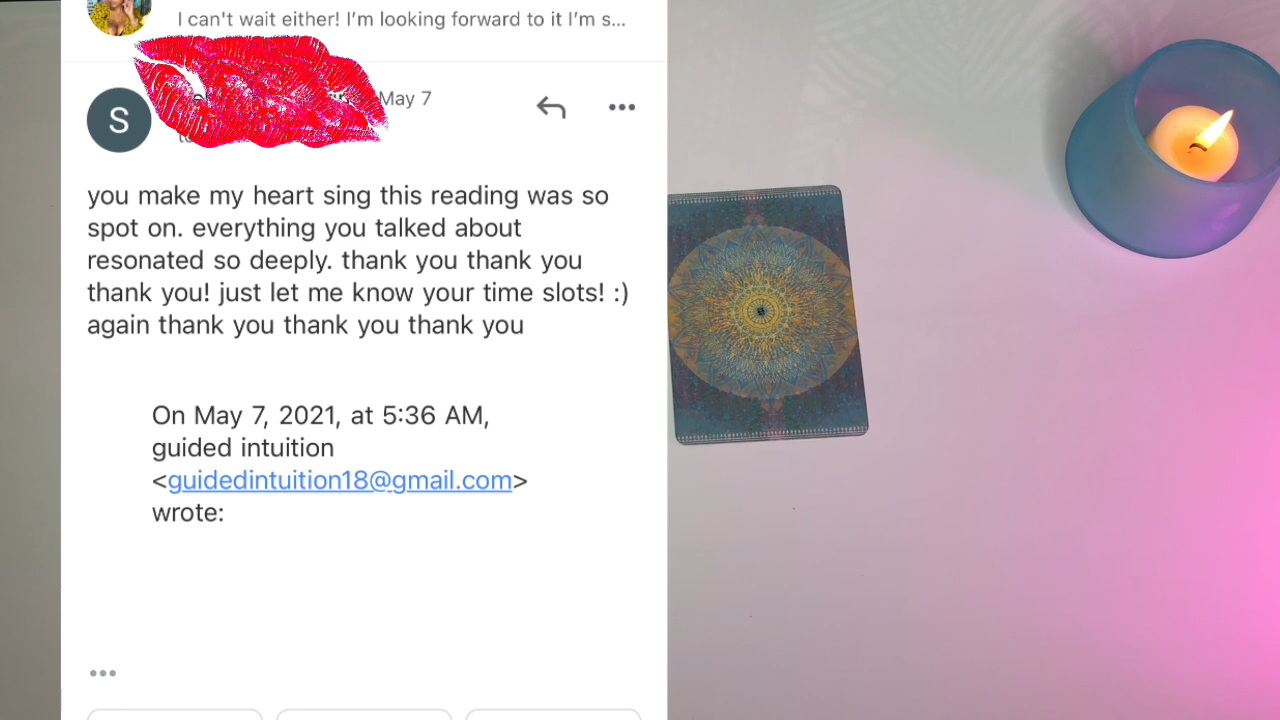 I can't wait either! I’m looking forward to it I’m s...
May 7
S
you make my heart sing this reading was so
spot on. everything you talked about
resonated so deeply. thank you thank you
thank you! just let me know your time slots! :)
again thank you thank you thank you
On May 7, 2021, at 5:36 AM,
guided intuition
<guidedintuition18@gmail.com>
wrote: